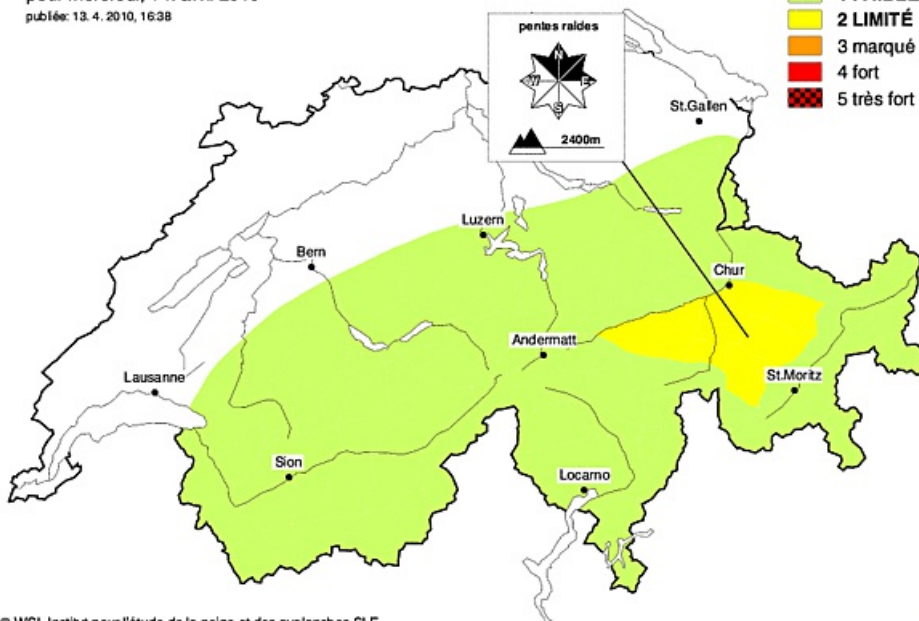 publiée: 13. 4. 2010, 16:38
2 LIMITÉ
3 marqué
4 fort
5 très fort
pentes raides
N
W
E
S
2400m
St.Gallen
Luzern
Bern
Chur
Andermatt
Lausanne
St.Moritz
Sion
Locarno